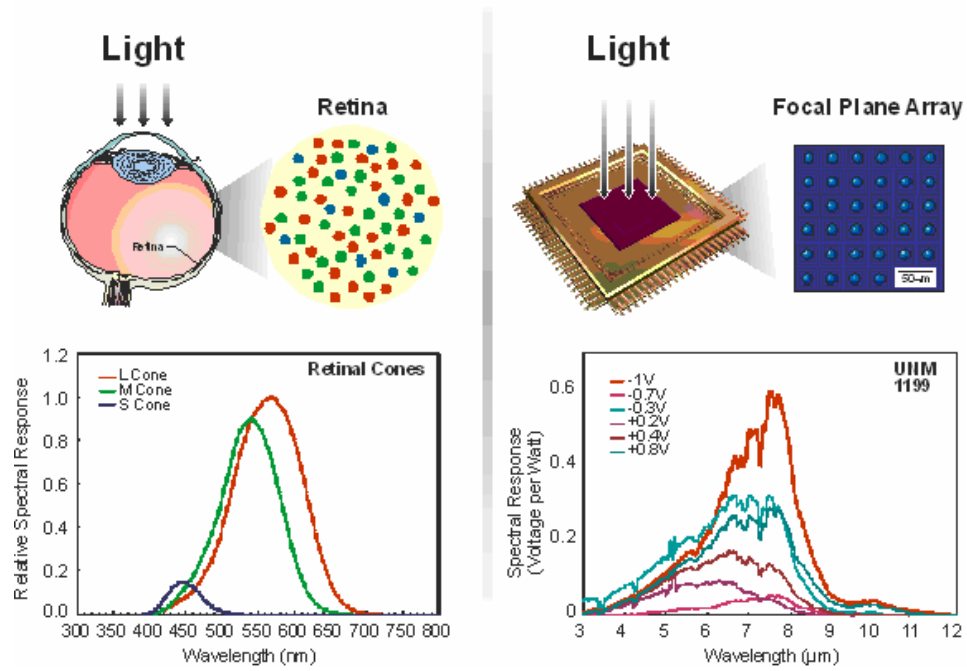 Light
Retina
Retina
Light
Focal Plane Array
50-m
Retinal Cones
L Cone
M Cone
S Cone
Relative Spectral Response
1.2
1.0
0.8
0.6
0.4
0.2
0.0
300 350 400 450 500 550 600 650 700 750 800
Wavelength (nm)
UNM
1199
-1V
-0.7V
-0.3V
+0.2V
+0.4V
+0.8V
Spectral Response
(Voltage per Watt)
0.6
0.4
0.2
0
3 4 5 6 7 8 9 10 11 12
Wavelength (µm)